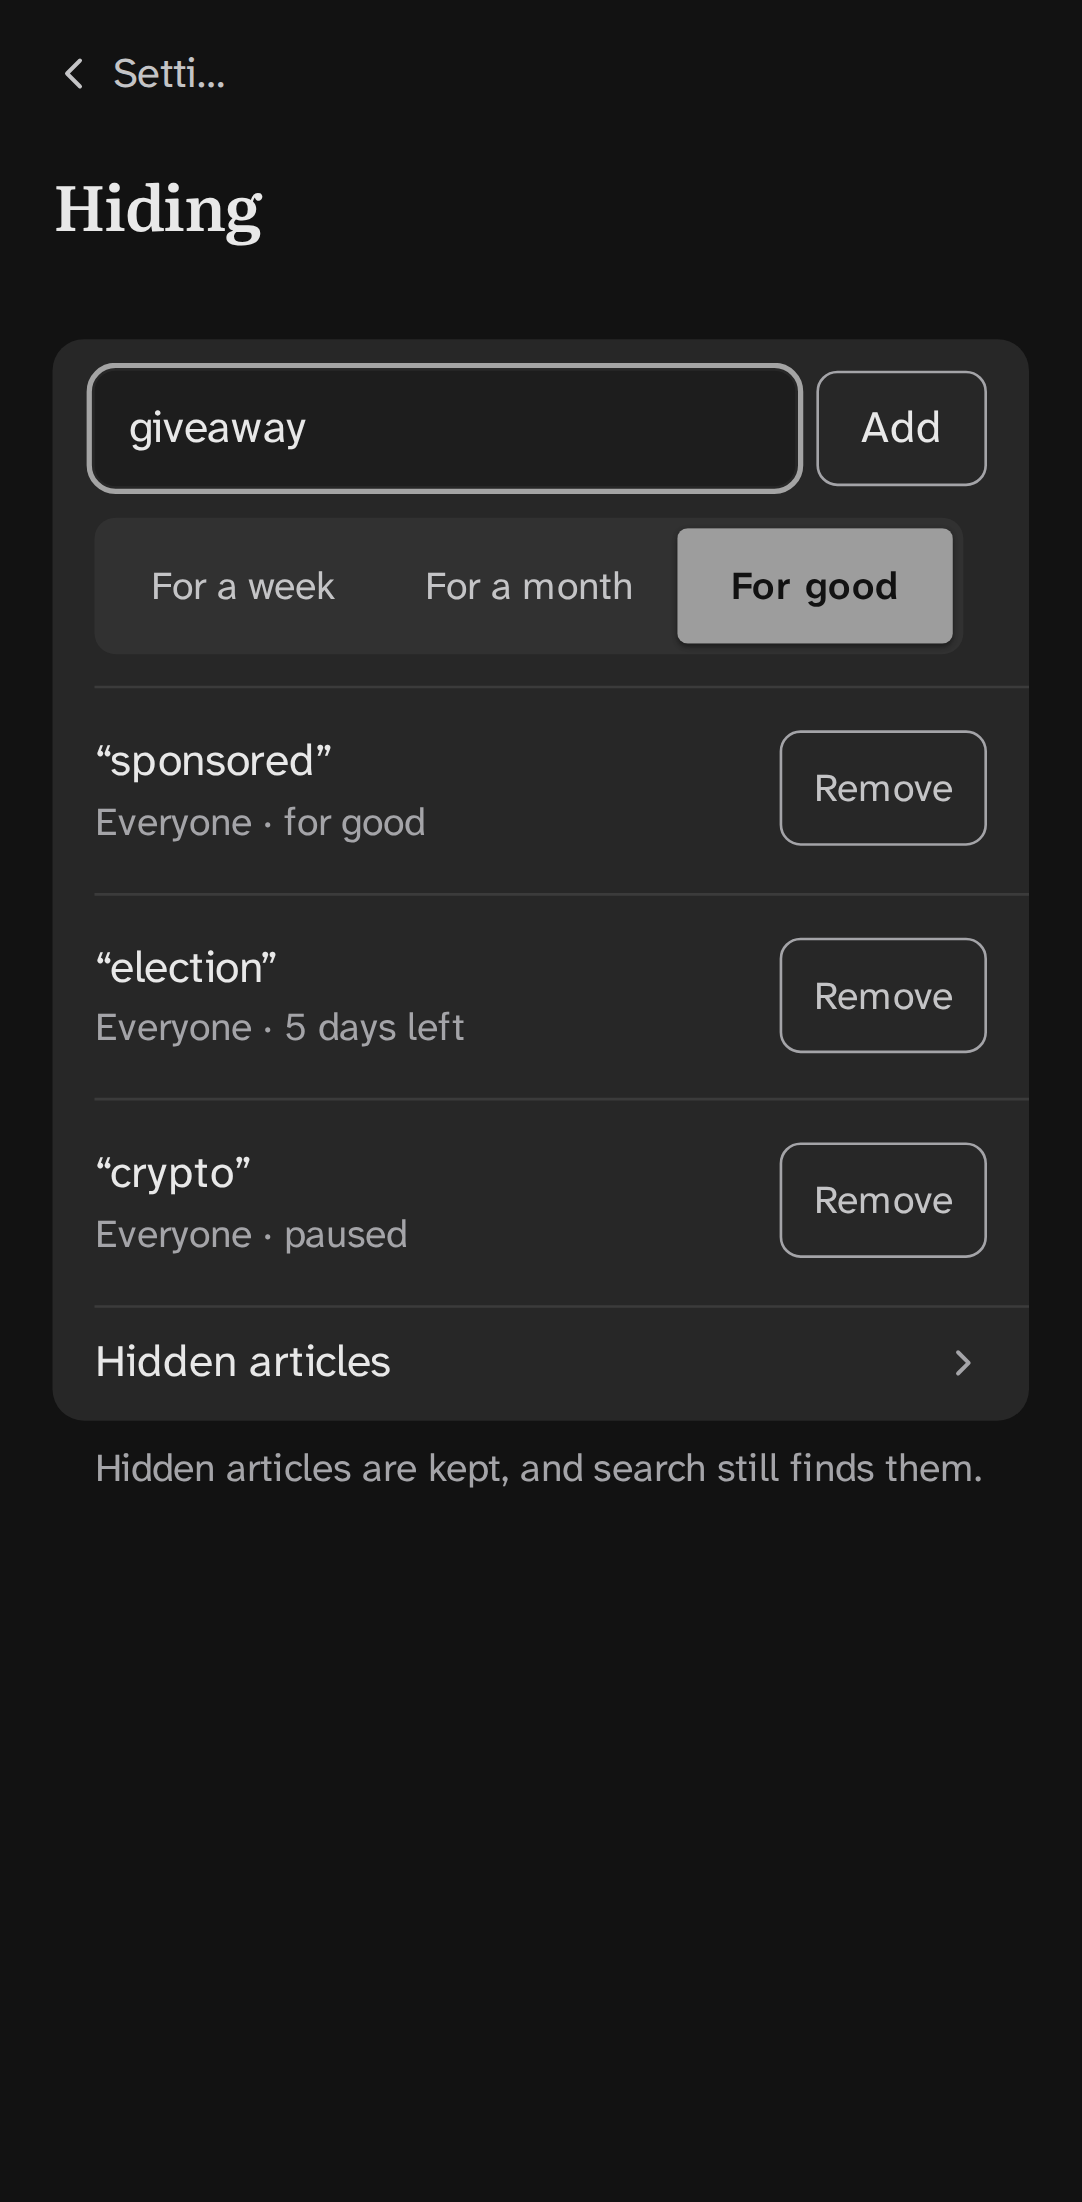 Setti...
Hiding
giveaway
Add
For a week
For a month
For good
“sponsored”
Everyone · for good
Remove
“election”
Everyone · 5 days left
Remove
“crypto”
Everyone · paused
Remove
Hidden articles
Hidden articles are kept, and search still finds them.